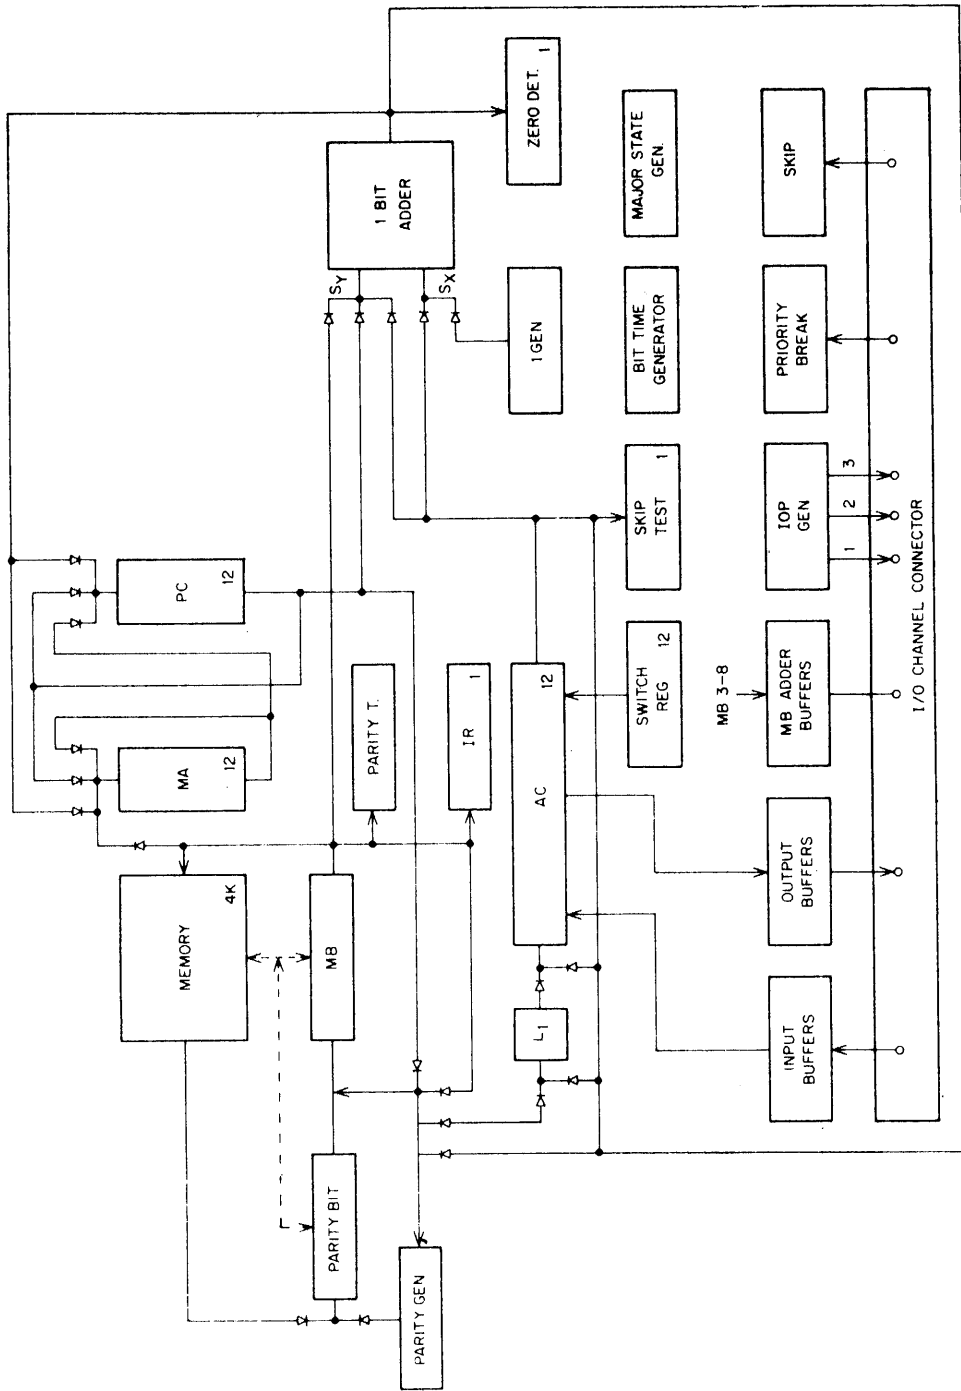 MEMORY
4K
MA
12
PC
12
PARITY BIT
MB
PARITY T.
SY
SX
1 BIT
ADDER
PARITY GEN
L1
IR
1
1 GEN
ZERO DET.
1
AC
12
SWITCH
REG
12
SKIP
TEST
1
BIT TIME
GENERATOR
MAJOR STATE
GEN.
MB 3-8
INPUT
BUFFERS
OUTPUT
BUFFERS
MB ADDER
BUFFERS
IOP
GEN
PRIORITY
BREAK
SKIP
1
2
3
I/O CHANNEL CONNECTOR